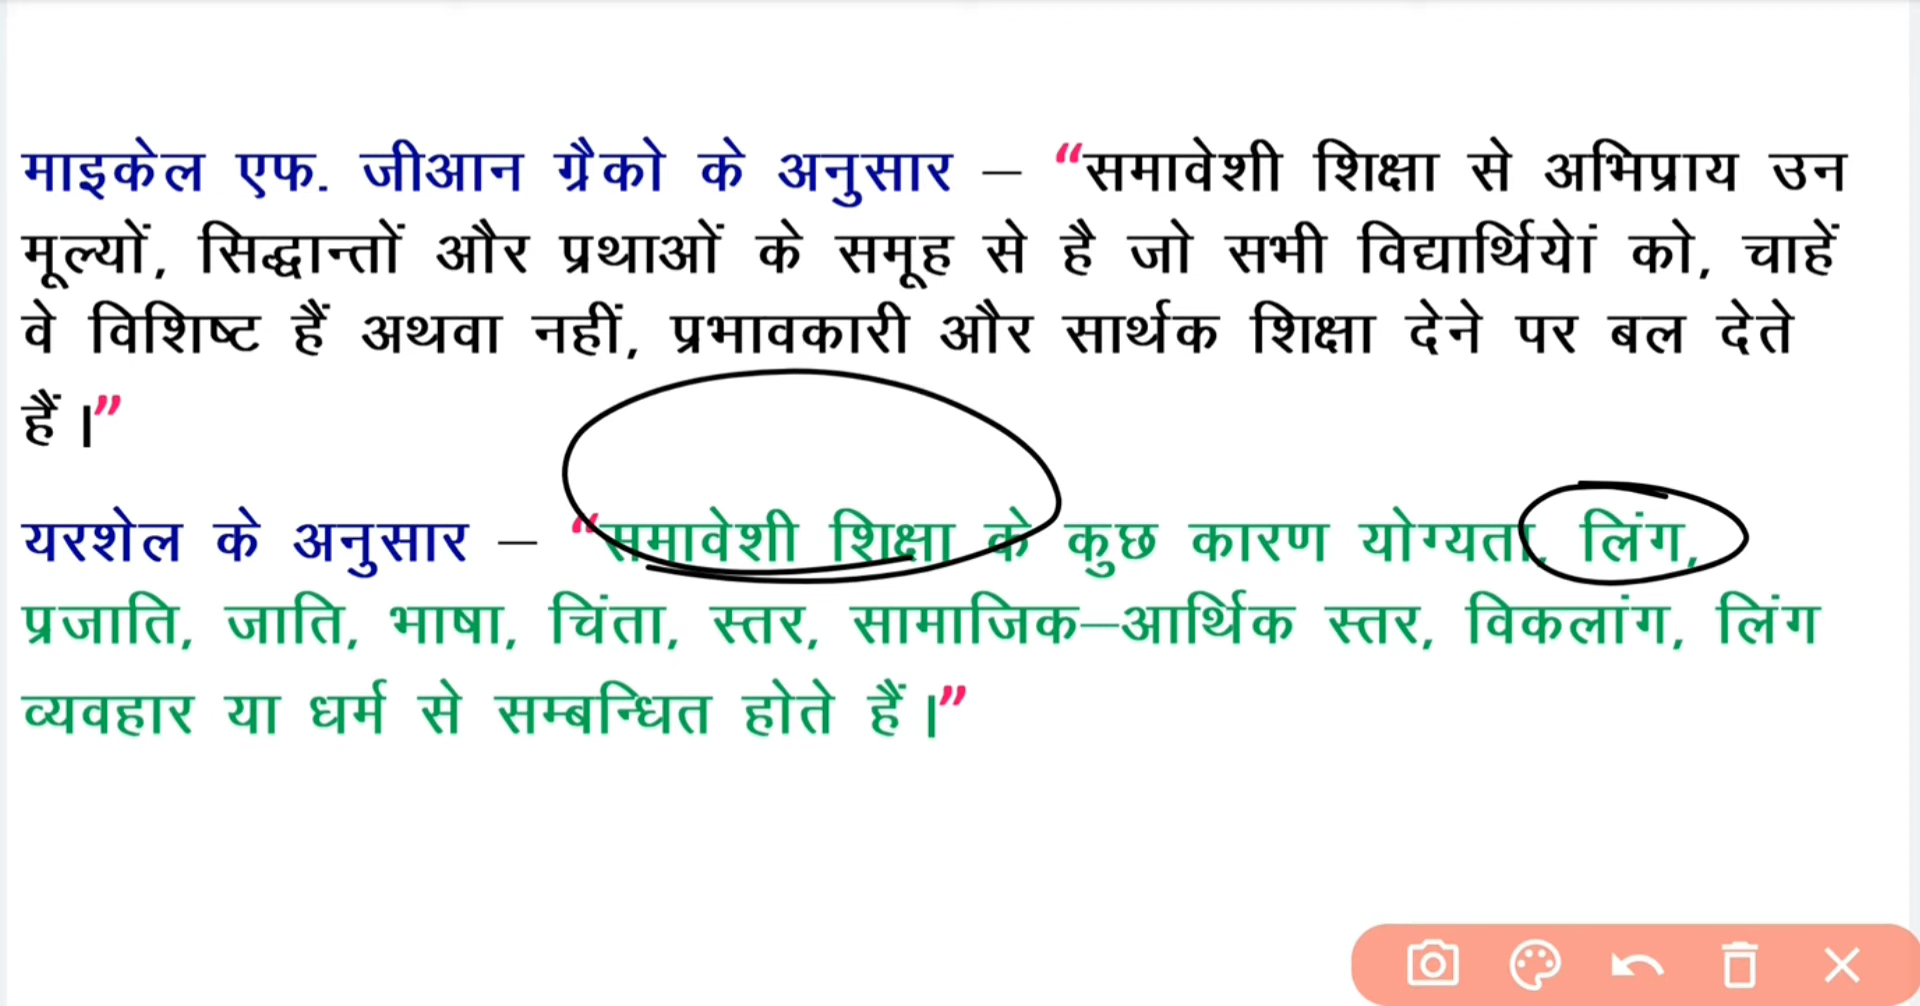 माइकेल एफ. जीआन ग्रैको के अनुसार – “समावेशी शिक्षा से अभिप्राय उन
मूल्यों, सिद्धान्तों और प्रथाओं के समूह से है जो सभी विद्यार्थियेां को, चाहें
वे विशिष्ट हैं अथवा नहीं, प्रभावकारी और सार्थक शिक्षा देने पर बल देते
हैं।”
यरशेल के अनुसार – “समावेशी शिक्षा के कुछ कारण योग्यता, लिंग,
प्रजाति, जाति, भाषा, चिंता, स्तर, सामाजिक–आर्थिक स्तर, विकलांग, लिंग
व्यवहार या धर्म से सम्बन्धित होते हैं।”